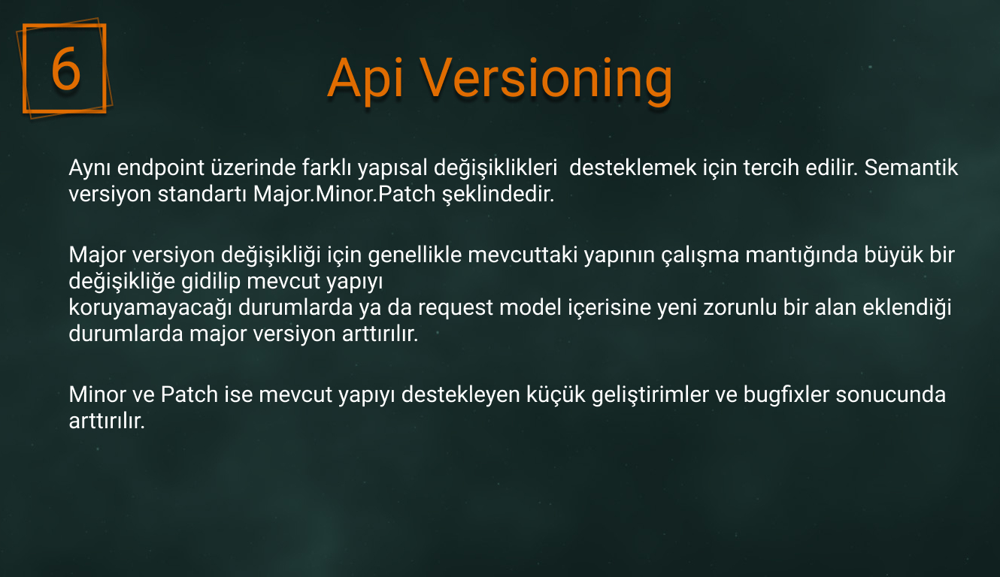 6
Api Versioning
Aynı endpoint üzerinde farklı yapısal değişiklikleri  desteklemek için tercih edilir. Semantik
versiyon standartı Major.Minor.Patch şeklindedir.
Major versiyon değişikliği için genellikle mevcuttaki yapının çalışma mantığında büyük bir
değişikliğe gidilip mevcut yapıyı
koruyamayacağı durumlarda ya da request model içerisine yeni zorunlu bir alan eklendiği
durumlarda major versiyon arttırılır.
Minor ve Patch ise mevcut yapıyı destekleyen küçük geliştirimler ve bugfixler sonucunda
arttırılır.